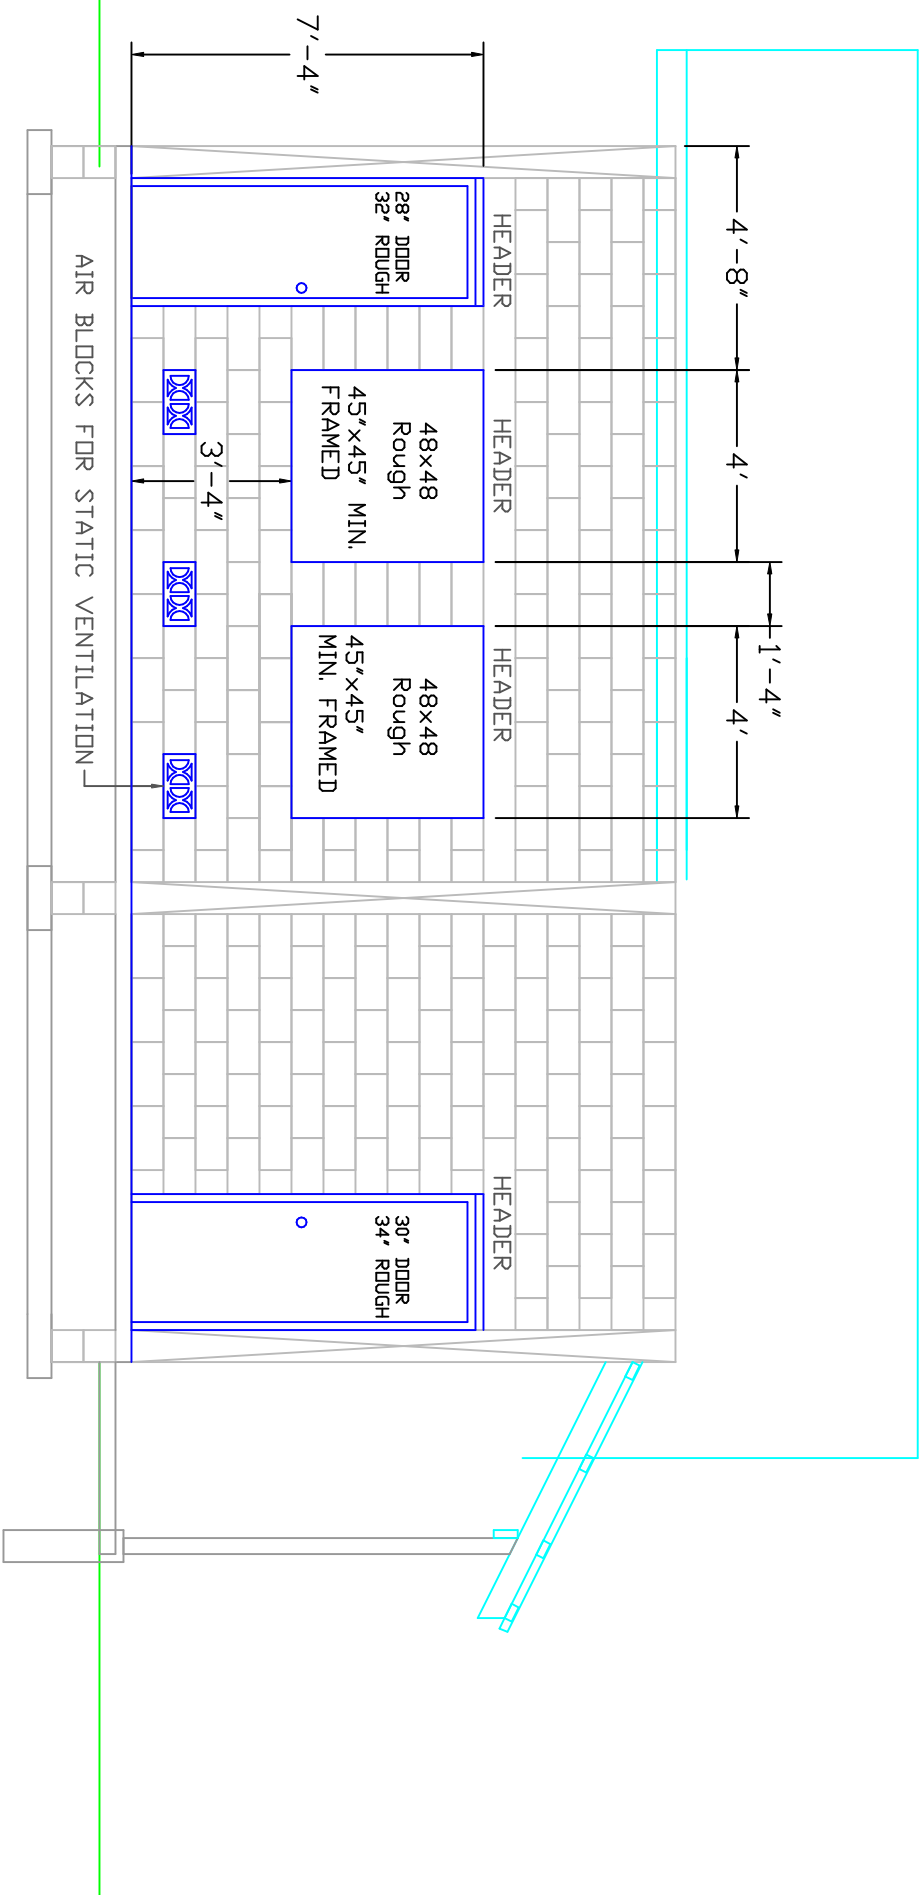 4'-8"
4'
1'-4"
4'
7'-4"
HEADER
HEADER
HEADER
HEADER
28" DOOR
32" ROUGH
48x48
Rough
45"x45" MIN.
FRAMED
48x48
Rough
45"x45"
MIN. FRAMED
30" DOOR
34" ROUGH
3'-4"
AIR BLOCKS FOR STATIC VENTILATION